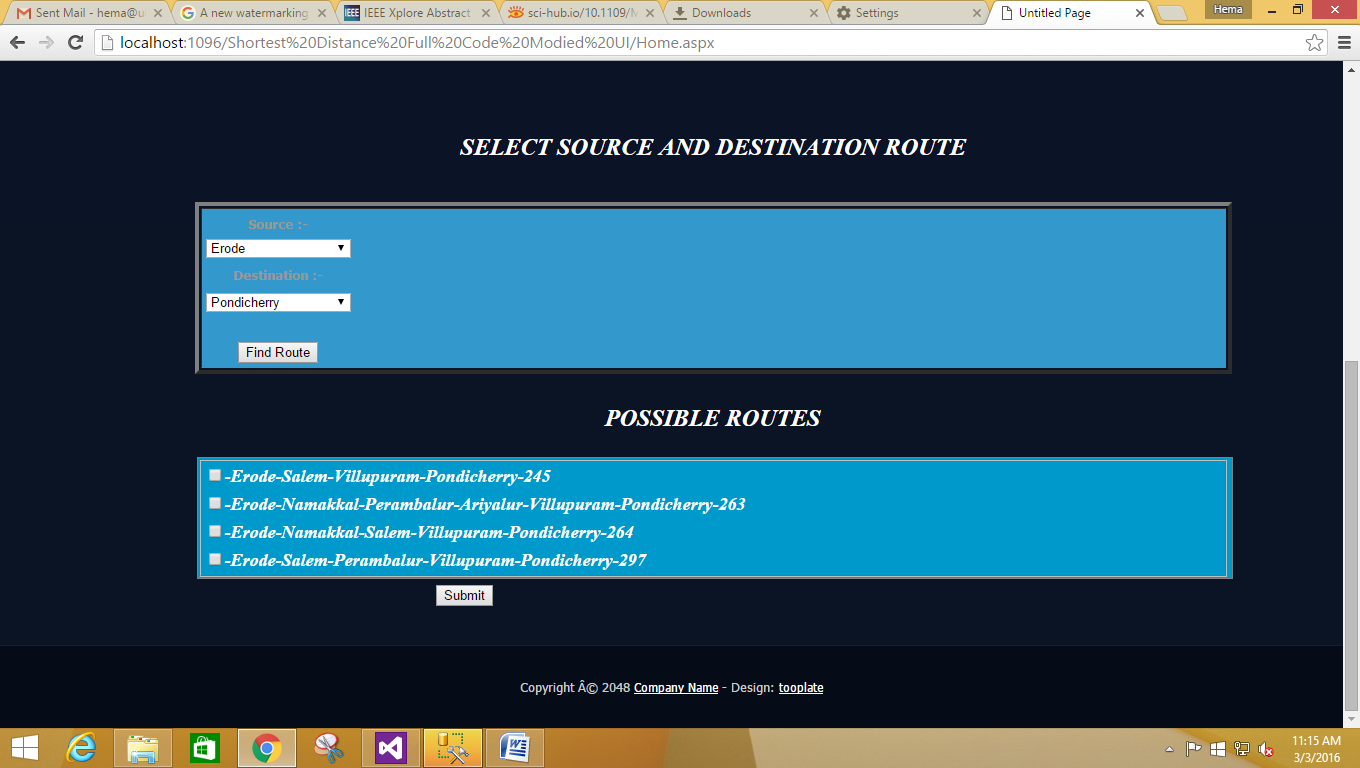 Sent Mail - hema@u
A new watermarking
IEEE Xplore Abstract
sci-hub.io/10.1109/M
Downloads
Settings
Untitled Page
Hema
localhost:1096/Shortest%20Distance%20Full%20Code%20Modied%20UI/Home.aspx
SELECT SOURCE AND DESTINATION ROUTE
Source :-
Erode
Destination :-
Pondicherry
Find Route
POSSIBLE ROUTES
-Erode-Salem-Villupuram-Pondicherry-245
-Erode-Namakkal-Perambalur-Ariyalur-Villupuram-Pondicherry-263
-Erode-Namakkal-Salem-Villupuram-Pondicherry-264
-Erode-Salem-Perambalur-Villupuram-Pondicherry-297
Submit
Copyright Â© 2048 Company Name - Design: tooplate
11:15 AM
3/3/2016